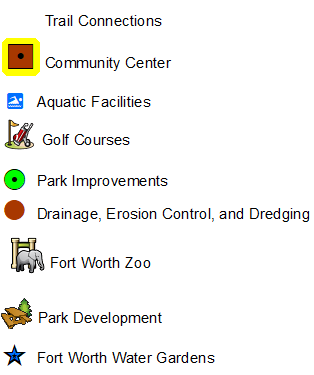 Trail Connections
Community Center
Aquatic Facilities
Golf Courses
Park Improvements
Drainage, Erosion Control, and Dredging
Fort Worth Zoo
Park Development
Fort Worth Water Gardens